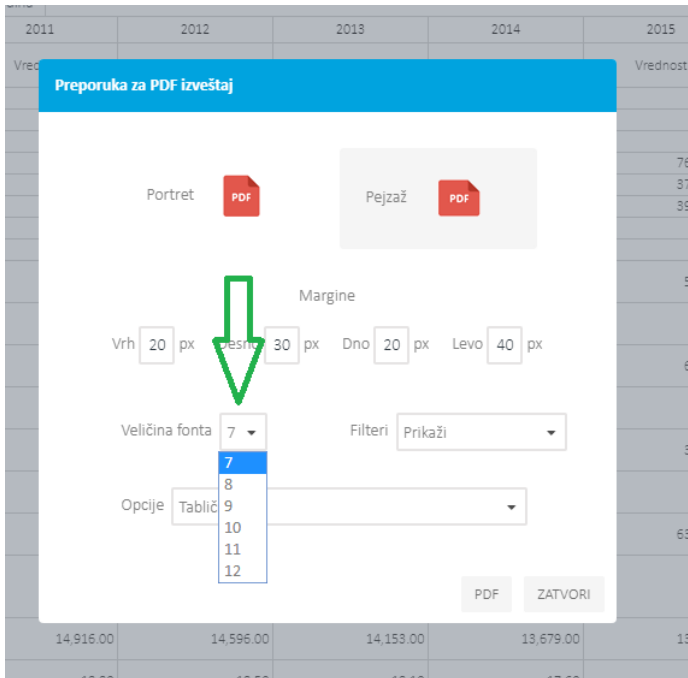 2011 2012 2013 2014 2015
Vrednost
Preporuka za PDF izveštaj
Portret PDF Pejzaž PDF
Margine
Vrh 20 px Desno 30 px Dno 20 px Levo 40 px
Veličina fonta 7 Filteri Prikaži
7
8
Opcije 9
10
11
12
PDF ZATVORI
14,916.00 14,596.00 14,153.00 13,679.00